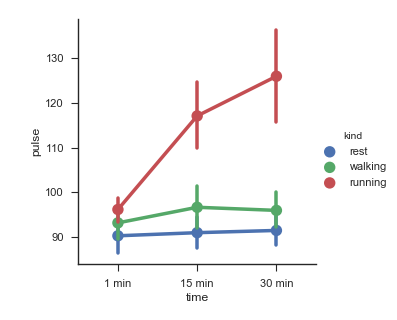 130
120
110
100
90
pulse
1 min
15 min
30 min
time
kind
rest
walking
running